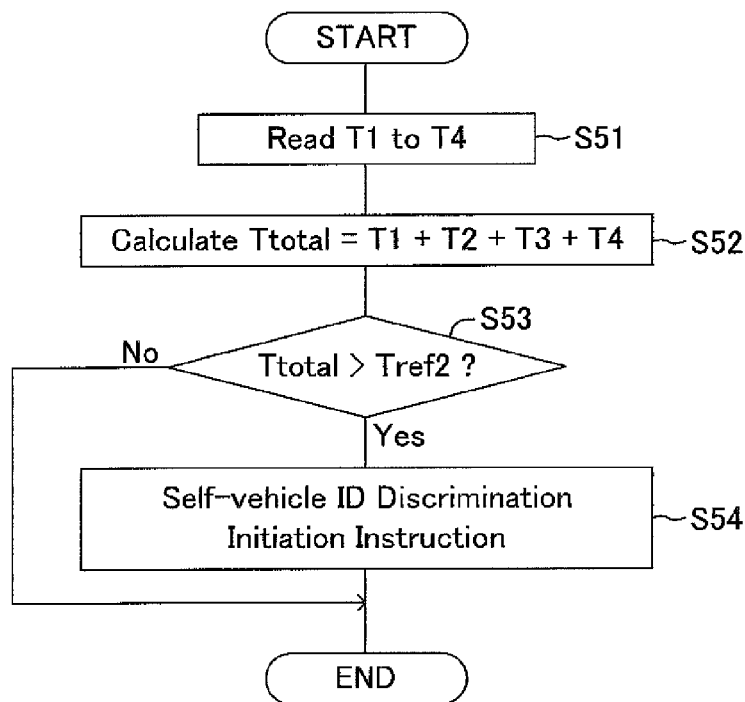 START
Read T1 to T4
S51
Calculate Ttotal = T1 + T2 + T3 + T4
S52
S53
Ttotal > Tref2 ?
No
Yes
Self-vehicle ID Discrimination
Initiation Instruction
S54
END